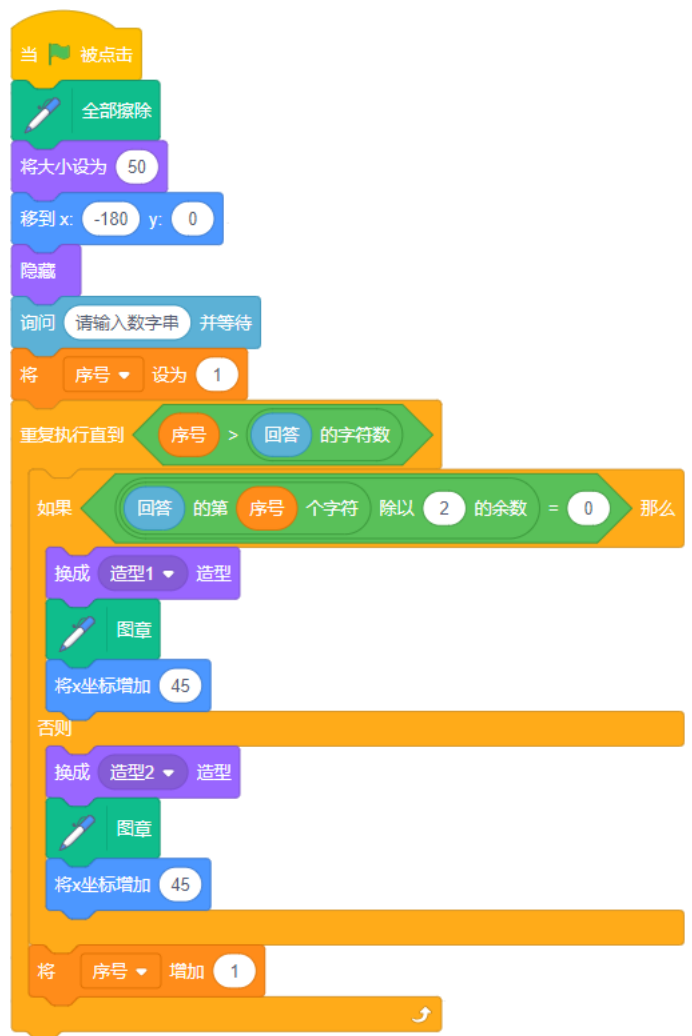 当 被点击
全部擦除
将大小设为 50
移到 x: -180 y: 0
隐藏
询问 请输入数字串 并等待
将 序号 设为 1
重复执行直到 序号 > 回答 的字符数
如果 回答 的第 序号 个字符 除以 2 的余数 = 0 那么
换成 造型1 造型
图章
将x坐标增加 45
否则
换成 造型2 造型
图章
将x坐标增加 45
将 序号 增加 1